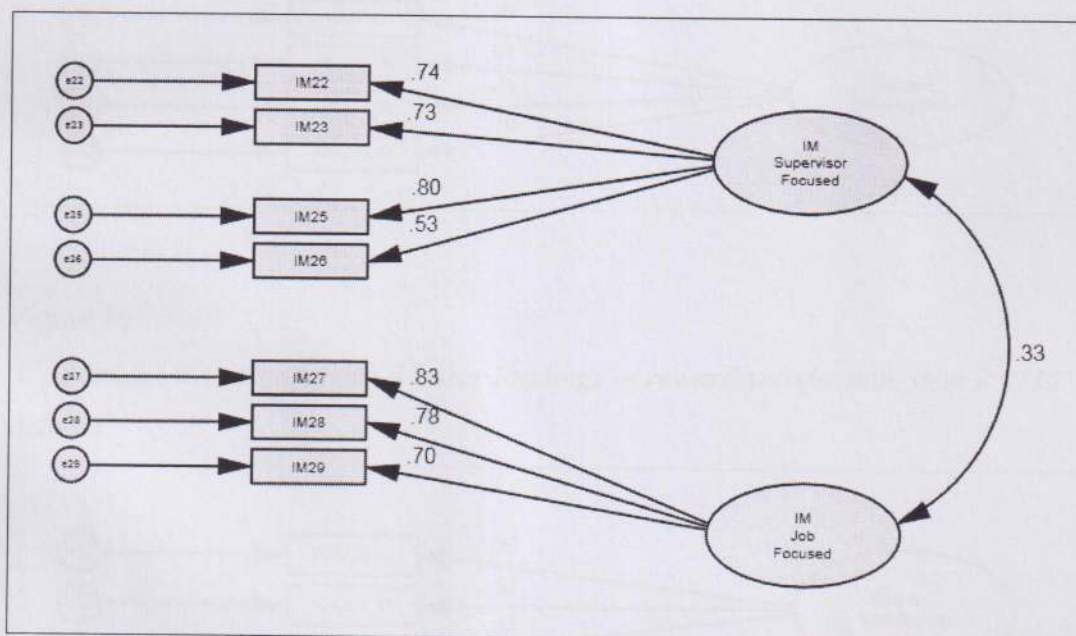 e22
IM22
.74
e23
IM23
.73
IM
Supervisor
Focused
e25
IM25
.80
e26
IM26
.53
.33
e27
IM27
.83
e28
IM28
.78
e29
IM29
.70
IM
Job
Focused